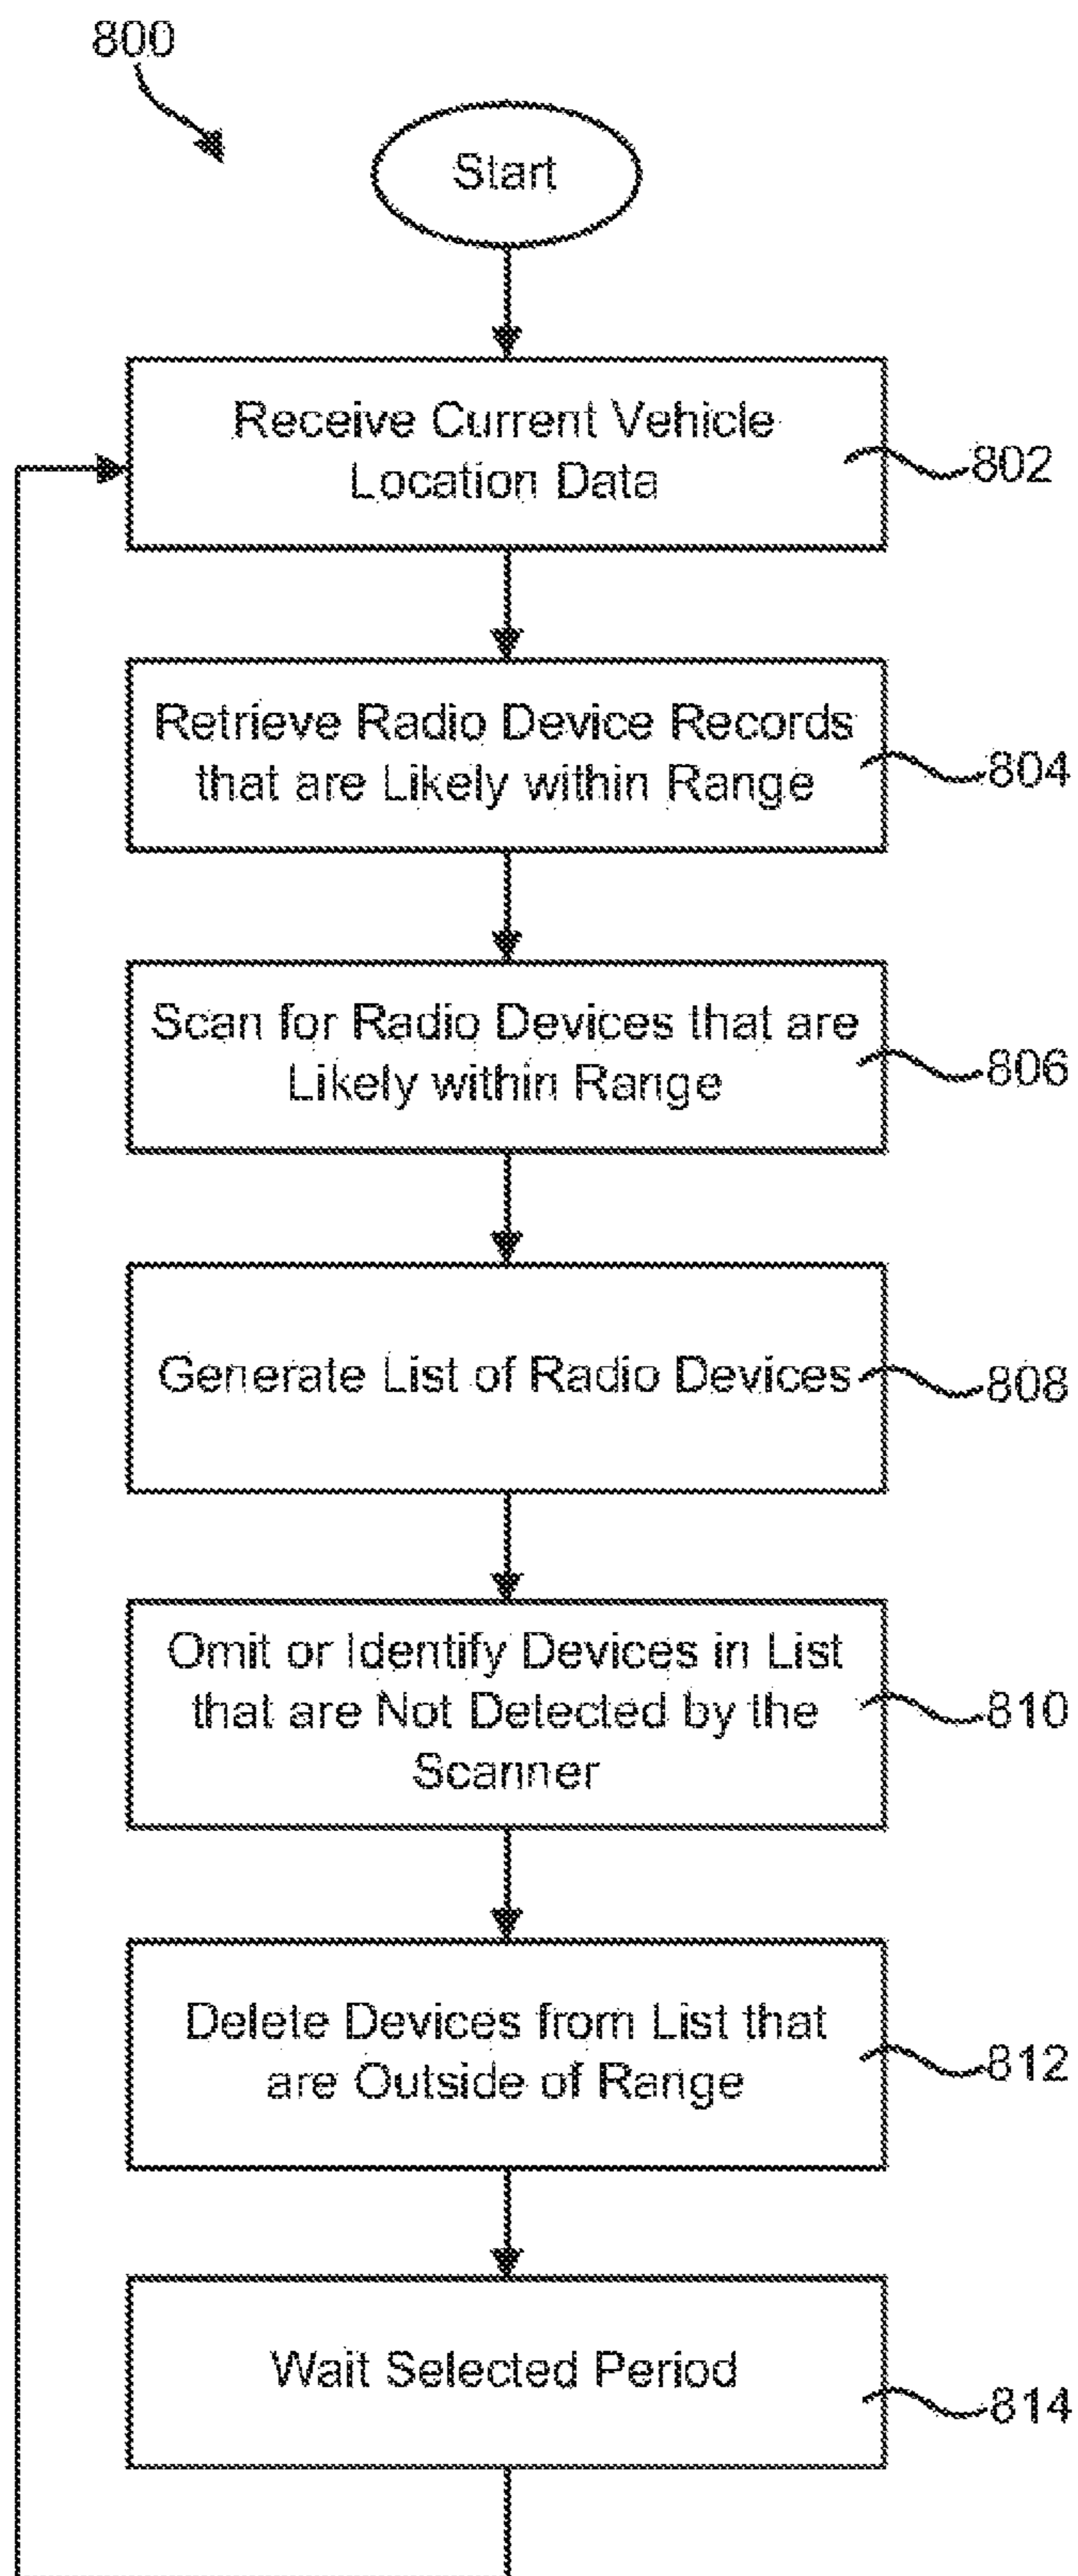 800
Start
Receive Current Vehicle
Location Data
802
Retrieve Radio Device Records
that are Likely within Range
804
Scan for Radio Devices that are
Likely within Range
806
Generate List of Radio Devices
808
Omit or Identify Devices in List
that are Not Detected by the
Scanner
810
Delete Devices from List that
are Outside of Range
812
Wait Selected Period
814